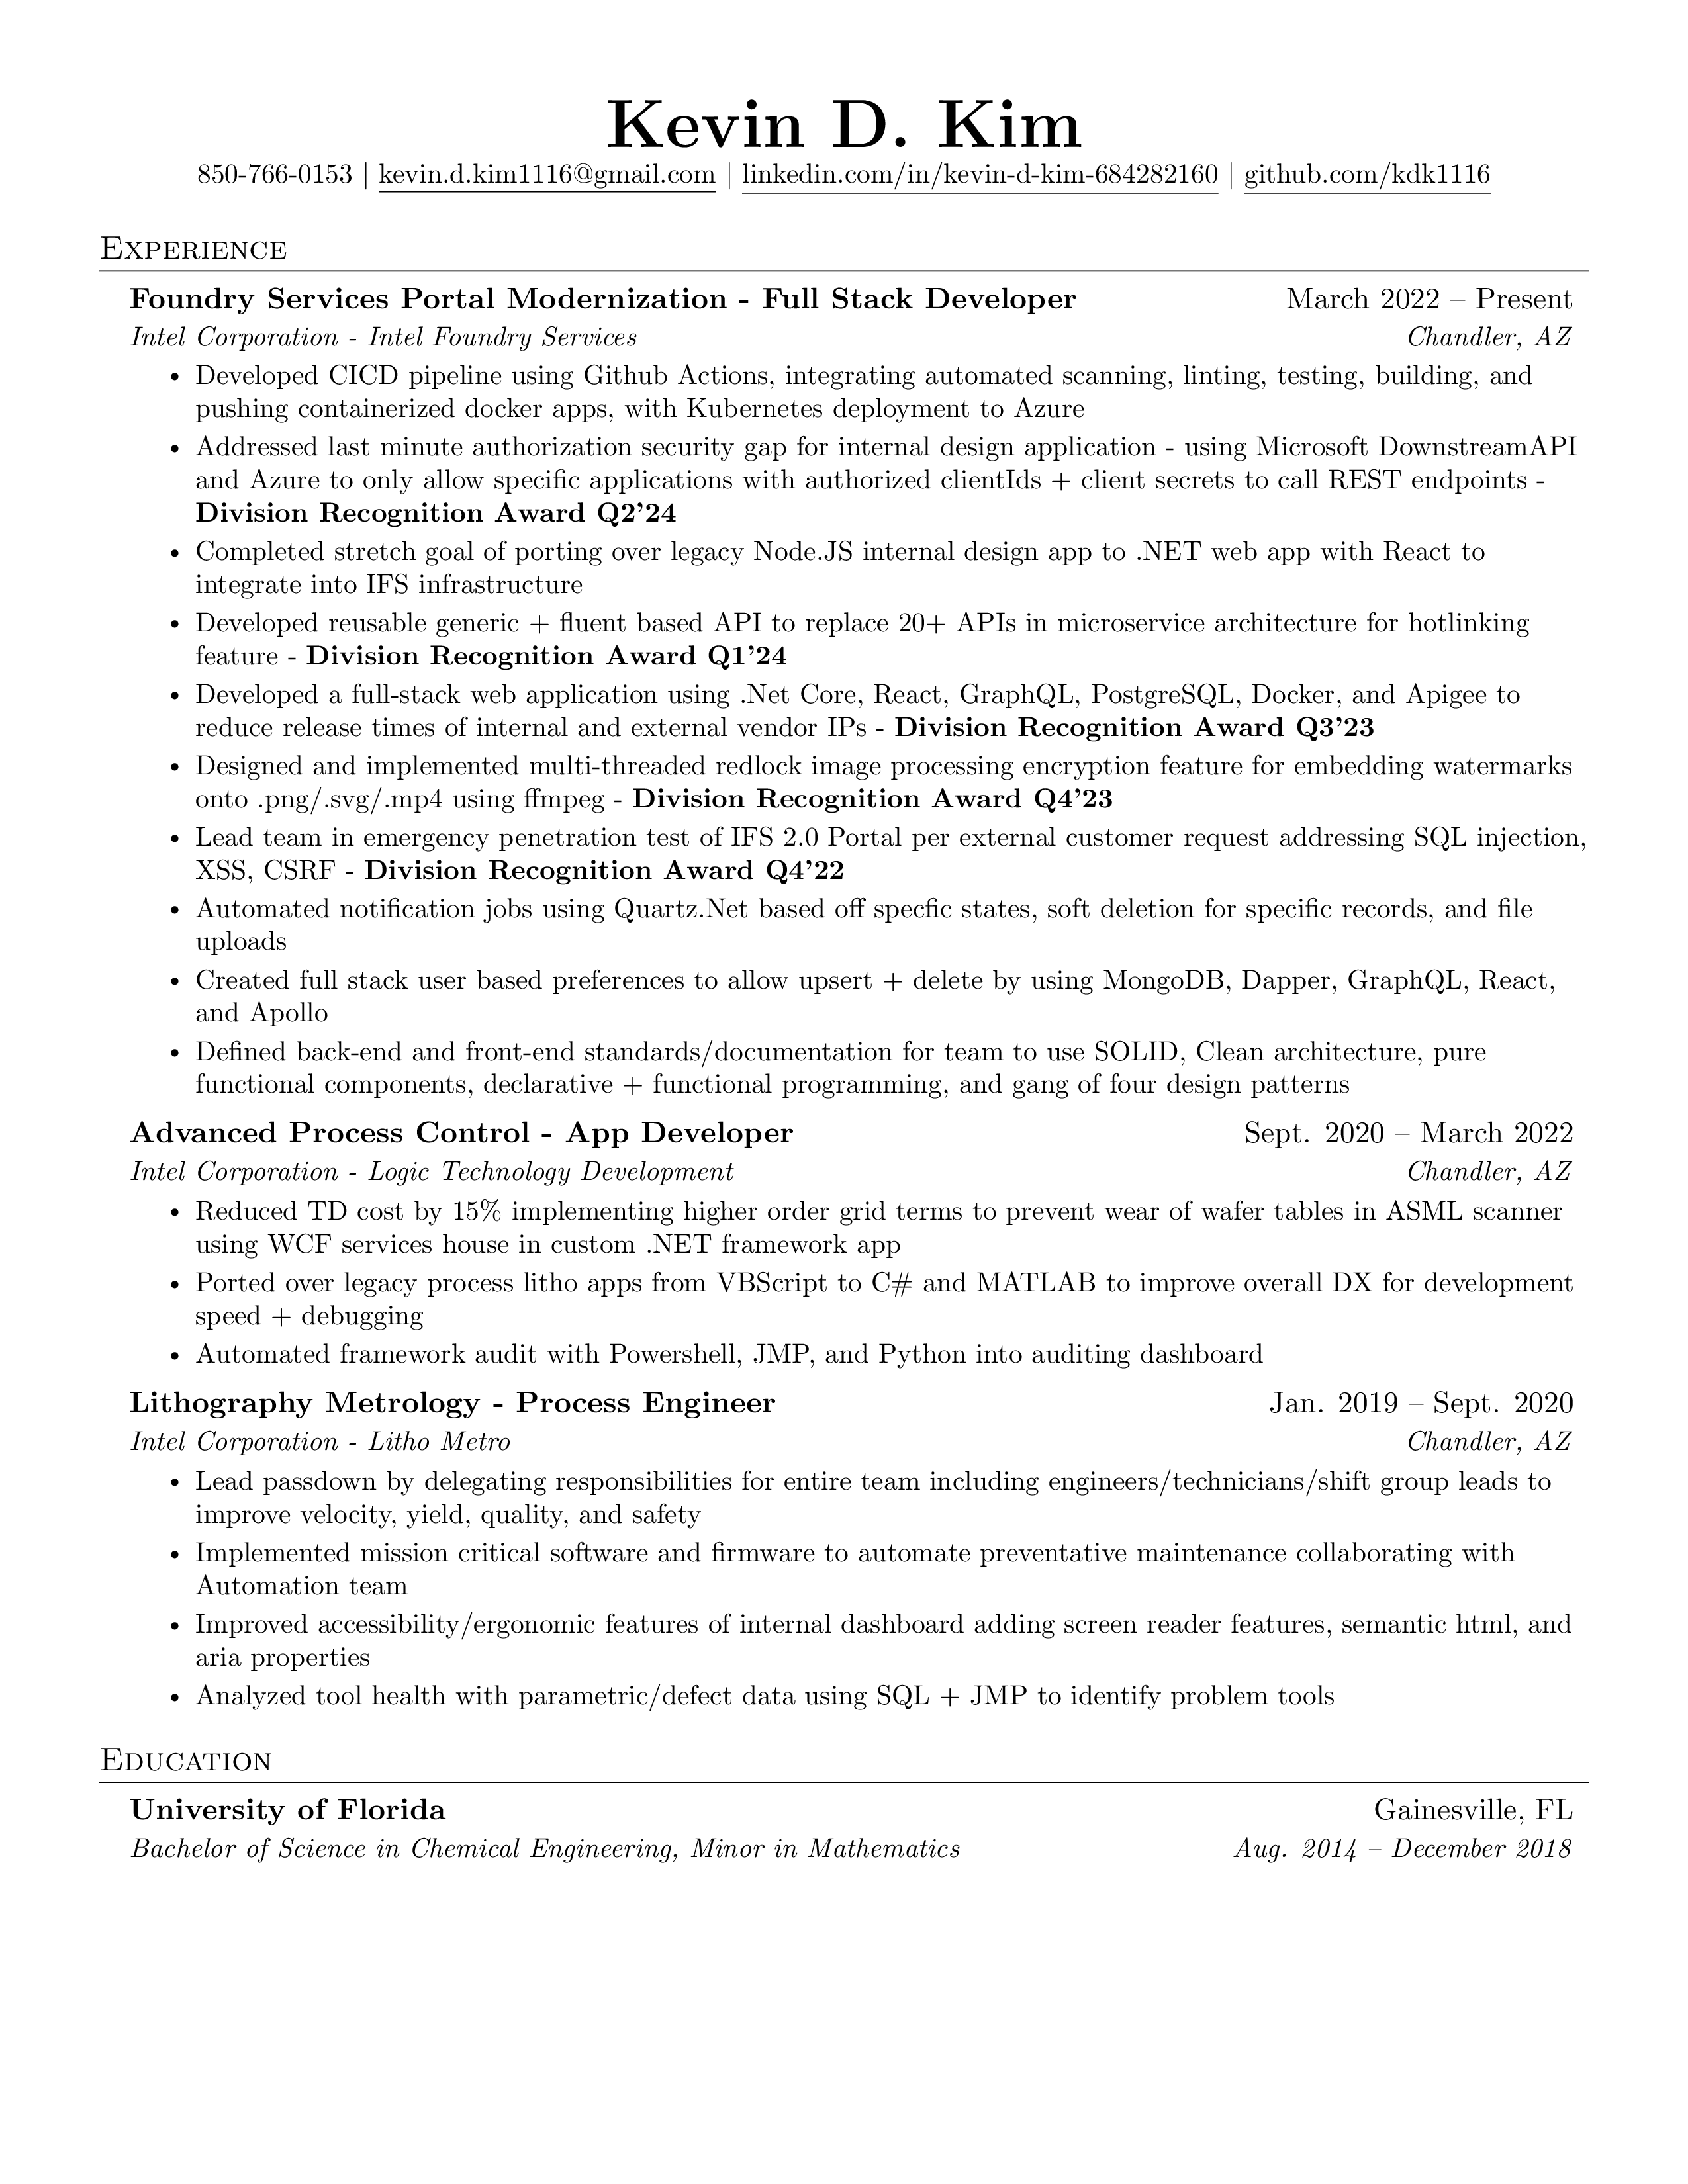 Kevin D. Kim
850-766-0153 | kevin.d.kim1116@gmail.com | linkedin.com/in/kevin-d-kim-684282160 | github.com/kdk1116
Experience
Foundry Services Portal Modernization - Full Stack Developer March 2022 – Present
Intel Corporation - Intel Foundry Services Chandler, AZ
• Developed CICD pipeline using Github Actions, integrating automated scanning, linting, testing, building, and
pushing containerized docker apps, with Kubernetes deployment to Azure
• Addressed last minute authorization security gap for internal design application - using Microsoft DownstreamAPI
and Azure to only allow specific applications with authorized clientIds + client secrets to call REST endpoints -
Division Recognition Award Q2’24
• Completed stretch goal of porting over legacy Node.JS internal design app to .NET web app with React to
integrate into IFS infrastructure
• Developed reusable generic + fluent based API to replace 20+ APIs in microservice architecture for hotlinking
feature - Division Recognition Award Q1’24
• Developed a full-stack web application using .Net Core, React, GraphQL, PostgreSQL, Docker, and Apigee to
reduce release times of internal and external vendor IPs - Division Recognition Award Q3’23
• Designed and implemented multi-threaded redlock image processing encryption feature for embedding watermarks
onto .png/.svg/.mp4 using ffmpeg - Division Recognition Award Q4’23
• Lead team in emergency penetration test of IFS 2.0 Portal per external customer request addressing SQL injection,
XSS, CSRF - Division Recognition Award Q4’22
• Automated notification jobs using Quartz.Net based off specfic states, soft deletion for specific records, and file
uploads
• Created full stack user based preferences to allow upsert + delete by using MongoDB, Dapper, GraphQL, React,
and Apollo
• Defined back-end and front-end standards/documentation for team to use SOLID, Clean architecture, pure
functional components, declarative + functional programming, and gang of four design patterns
Advanced Process Control - App Developer Sept. 2020 – March 2022
Intel Corporation - Logic Technology Development Chandler, AZ
• Reduced TD cost by 15% implementing higher order grid terms to prevent wear of wafer tables in ASML scanner
using WCF services house in custom .NET framework app
• Ported over legacy process litho apps from VBScript to C# and MATLAB to improve overall DX for development
speed + debugging
• Automated framework audit with Powershell, JMP, and Python into auditing dashboard
Lithography Metrology - Process Engineer Jan. 2019 – Sept. 2020
Intel Corporation - Litho Metro Chandler, AZ
• Lead passdown by delegating responsibilities for entire team including engineers/technicians/shift group leads to
improve velocity, yield, quality, and safety
• Implemented mission critical software and firmware to automate preventative maintenance collaborating with
Automation team
• Improved accessibility/ergonomic features of internal dashboard adding screen reader features, semantic html, and
aria properties
• Analyzed tool health with parametric/defect data using SQL + JMP to identify problem tools
Education
University of Florida Gainesville, FL
Bachelor of Science in Chemical Engineering, Minor in Mathematics Aug. 2014 – December 2018